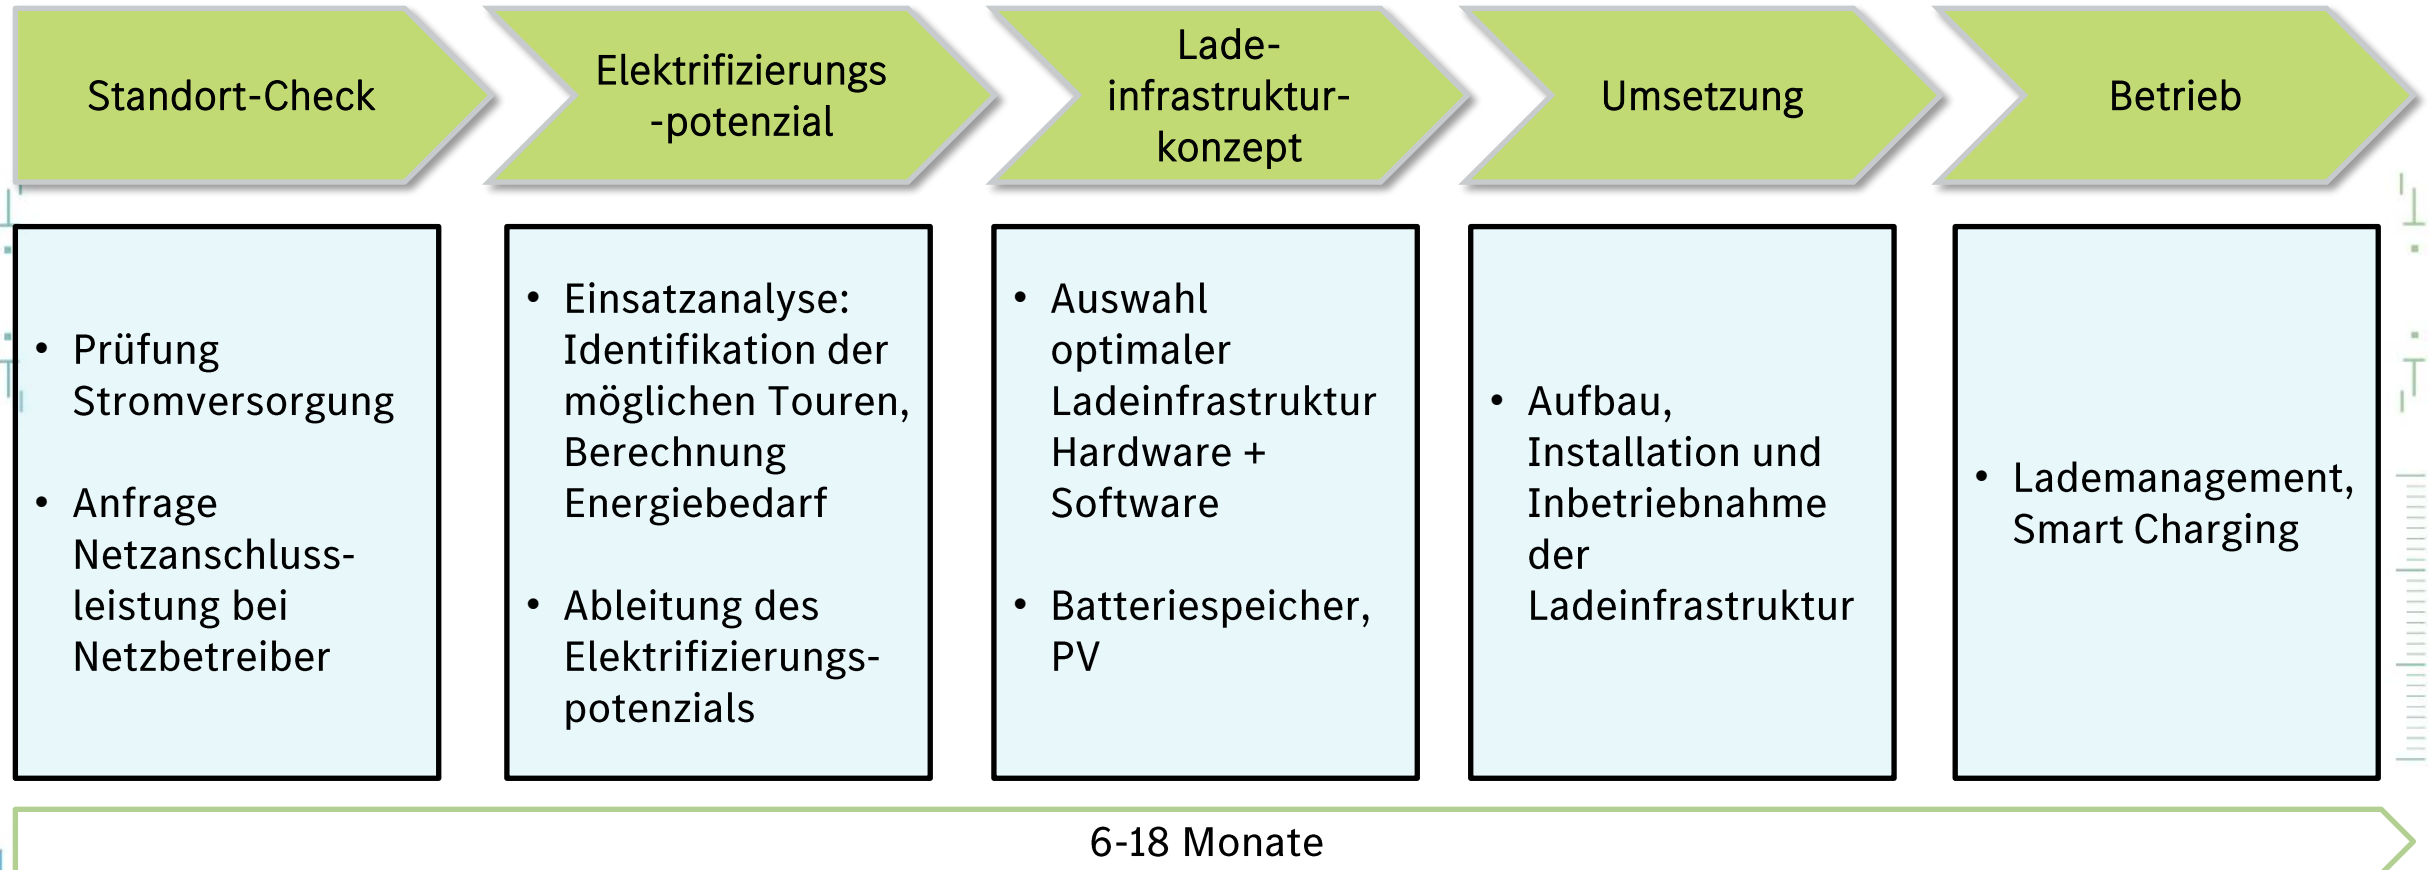 Standort-Check
Elektrifizierungs
-potenzial
Lade-
infrastruktur-
konzept
Umsetzung
Betrieb
• Prüfung
Stromversorgung
• Anfrage
Netzanschluss-
leistung bei
Netzbetreiber
• Einsatzanalyse:
Identifikation der
möglichen Touren,
Berechnung
Energiebedarf
• Ableitung des
Elektrifizierungs-
potenzials
• Auswahl
optimaler
Ladeinfrastruktur
Hardware +
Software
• Batteriespeicher,
PV
• Aufbau,
Installation und
Inbetriebnahme
der
Ladeinfrastruktur
• Lademanagement,
Smart Charging
6-18 Monate